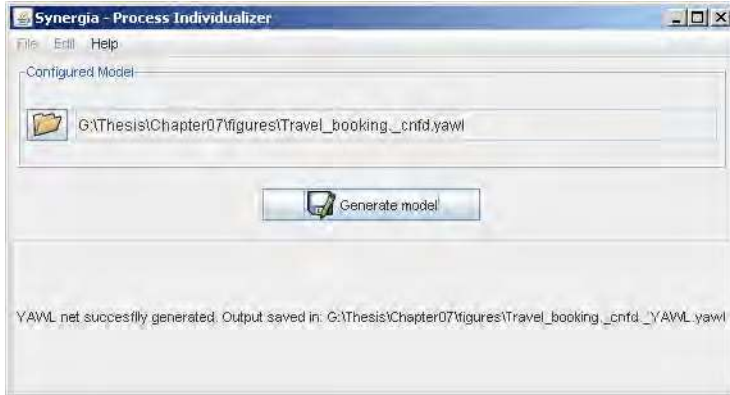 Synergia - Process Individualizer
File Edit Help
Configured Model
G:\Thesis\Chapter07\figures\Travel_booking._cnfd.yawl
Generate model
YAWL net succesflly generated. Output saved in: G:\Thesis\Chapter07\figures\Travel_booking._cnfd._YAWL.yawl